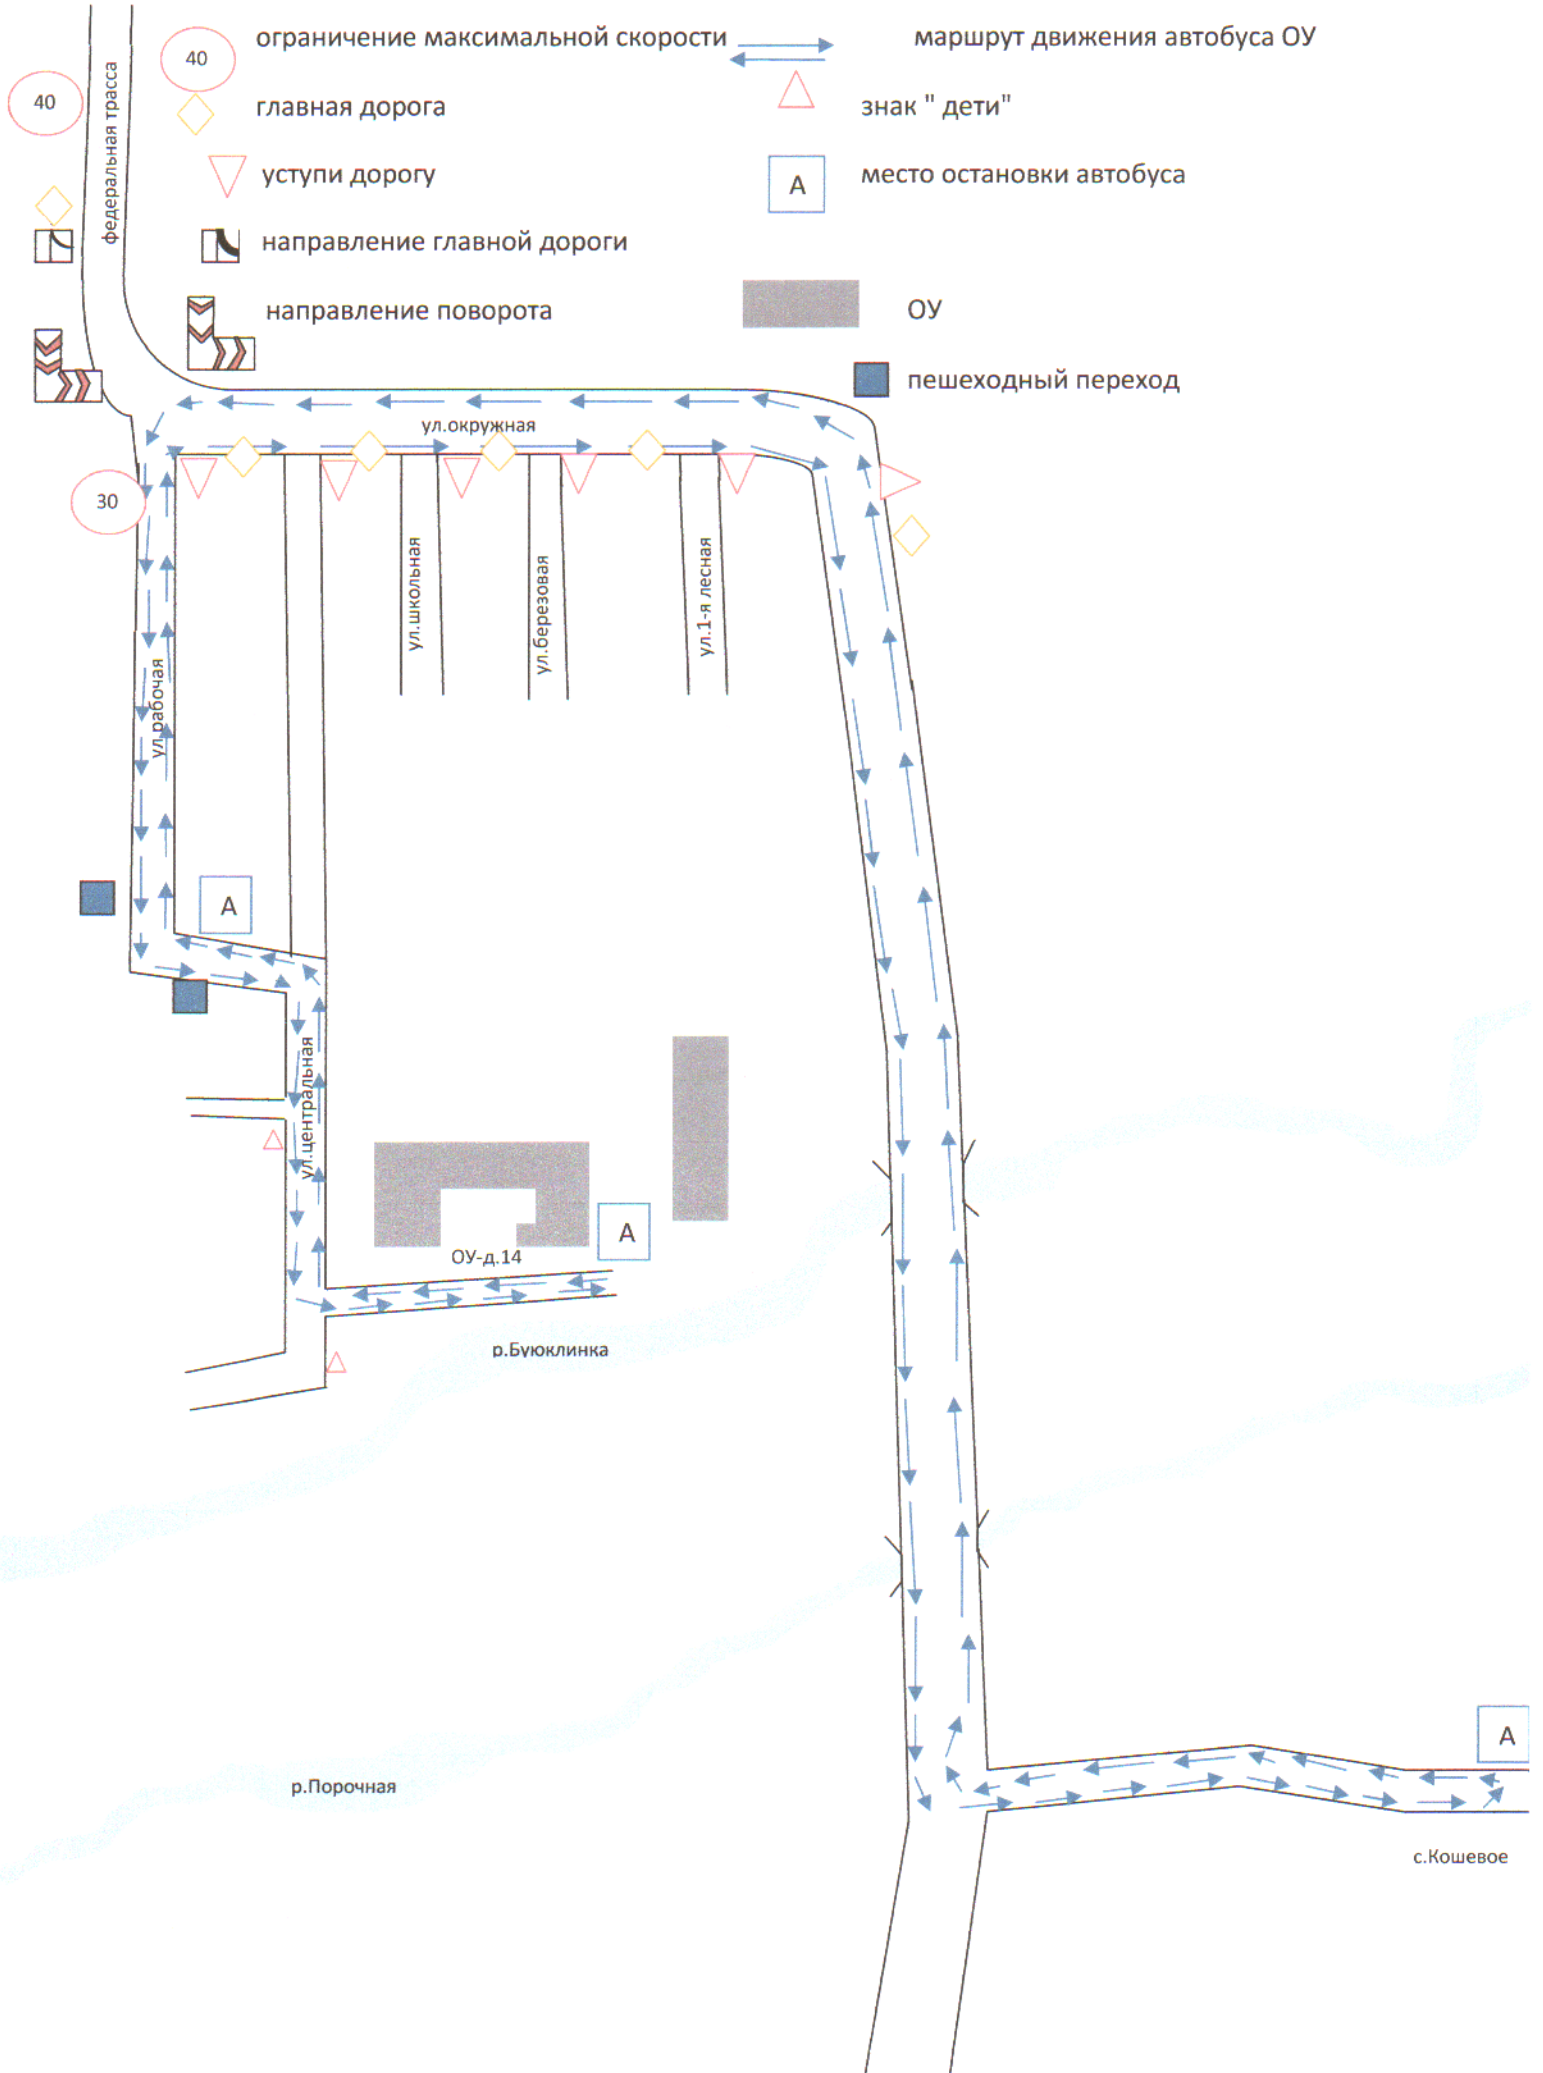 ограничение максимальной скорости
маршрут движения автобуса ОУ
40
40
главная дорога
знак " дети"
федеральная трасса
уступи дорогу
А
место остановки автобуса
направление главной дороги
направление поворота
ОУ
пешеходный переход
ул.окружная
30
ул.школьная
ул.березовая
ул.1-я лесная
ул.рабочая
А
ул.центральная
А
ОУ-д.14
р.Буюклинка
А
р.Порочная
с.Кошевое